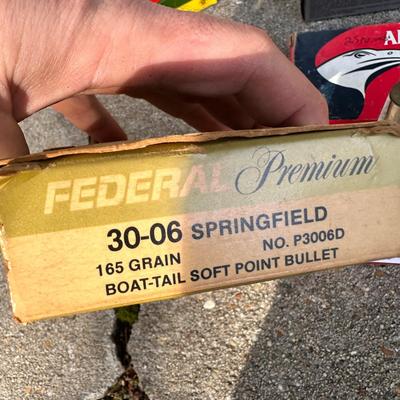 FEDERAL Premium
30-06 SPRINGFIELD
165 GRAIN NO. P3006D
BOAT-TAIL SOFT POINT BULLET